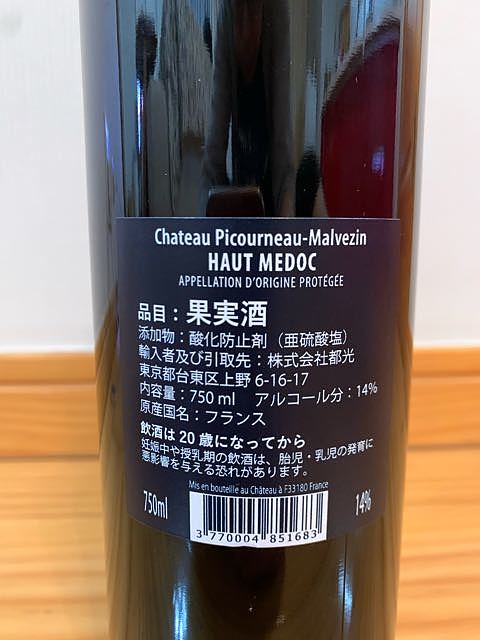 Chateau Picourneau-Malvezin
HAUT MEDOC
APPELLATION D'ORIGINE PROTÉGÉE
品目：果実酒
添加物：酸化防止剤（亜硫酸塩）
輸入者及び引取先：株式会社都光
東京都台東区上野 6-16-17
内容量：750 ml　アルコール分：14%
原産国名：フランス
飲酒は 20 歳になってから
妊娠中や授乳期の飲酒は、胎児・乳児の発育に
悪影響を与える恐れがあります。
Mis en bouteille au Château à F33180 France
750ml
14%
3 770004 851683